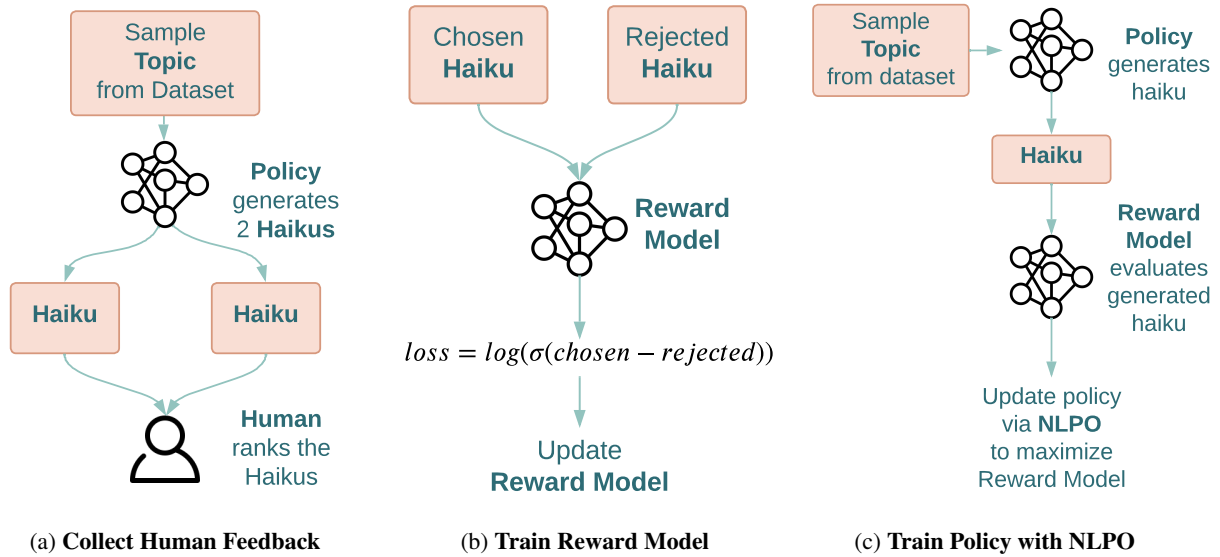 Sample
Topic
from Dataset
Policy
generates
2 Haikus
Haiku
Haiku
Human
ranks the
Haikus
(a) Collect Human Feedback
Chosen
Haiku
Rejected
Haiku
Reward
Model
loss = log(σ(chosen − rejected))
Update
Reward Model
(b) Train Reward Model
Sample
Topic
from dataset
Policy
generates
haiku
Haiku
Reward
Model
evaluates
generated
haiku
Update policy
via NLPO
to maximize
Reward Model
(c) Train Policy with NLPO